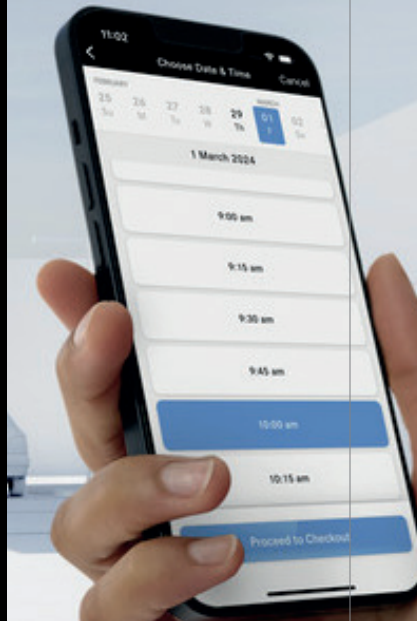 11:02
Choose Date & Time Cancel
FEBRUARY MARCH
25 26 27 28 29 01 02
Su M Tu W Th F Sa
1 March 2024
9:00 am
9:15 am
9:30 am
9:45 am
10:00 am
10:15 am
Proceed to Checkout